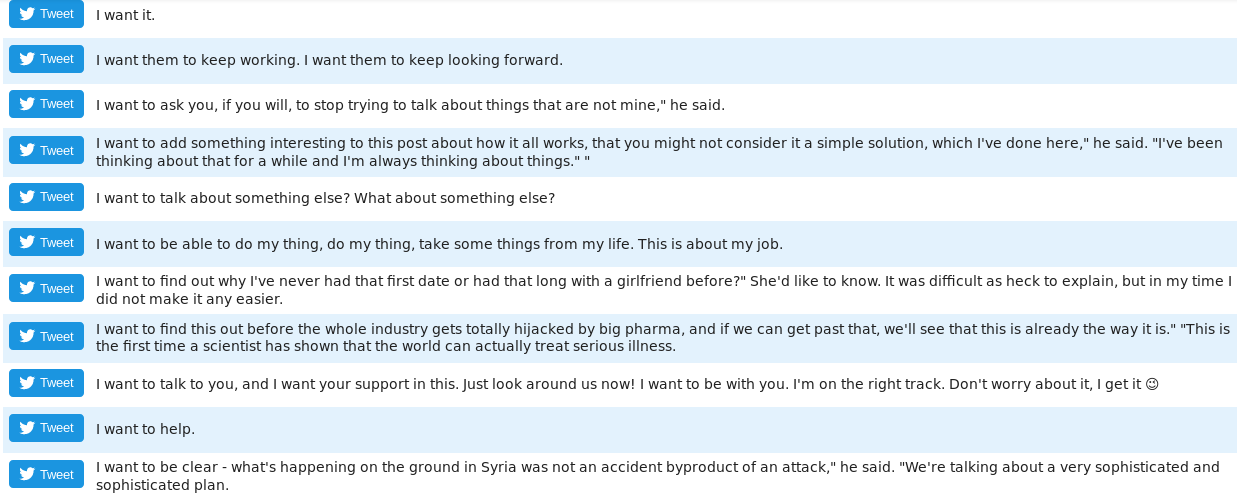 Tweet I want it.
Tweet I want them to keep working. I want them to keep looking forward.
Tweet I want to ask you, if you will, to stop trying to talk about things that are not mine," he said.
Tweet I want to add something interesting to this post about how it all works, that you might not consider it a simple solution, which I've done here," he said. "I've been
thinking about that for a while and I'm always thinking about things." "
Tweet I want to talk about something else? What about something else?
Tweet I want to be able to do my thing, do my thing, take some things from my life. This is about my job.
Tweet I want to find out why I've never had that first date or had that long with a girlfriend before?" She'd like to know. It was difficult as heck to explain, but in my time I
did not make it any easier.
Tweet I want to find this out before the whole industry gets totally hijacked by big pharma, and if we can get past that, we'll see that this is already the way it is." "This is
the first time a scientist has shown that the world can actually treat serious illness.
Tweet I want to talk to you, and I want your support in this. Just look around us now! I want to be with you. I'm on the right track. Don't worry about it, I get it 😉
Tweet I want to help.
Tweet I want to be clear - what's happening on the ground in Syria was not an accident byproduct of an attack," he said. "We're talking about a very sophisticated and
sophisticated plan.